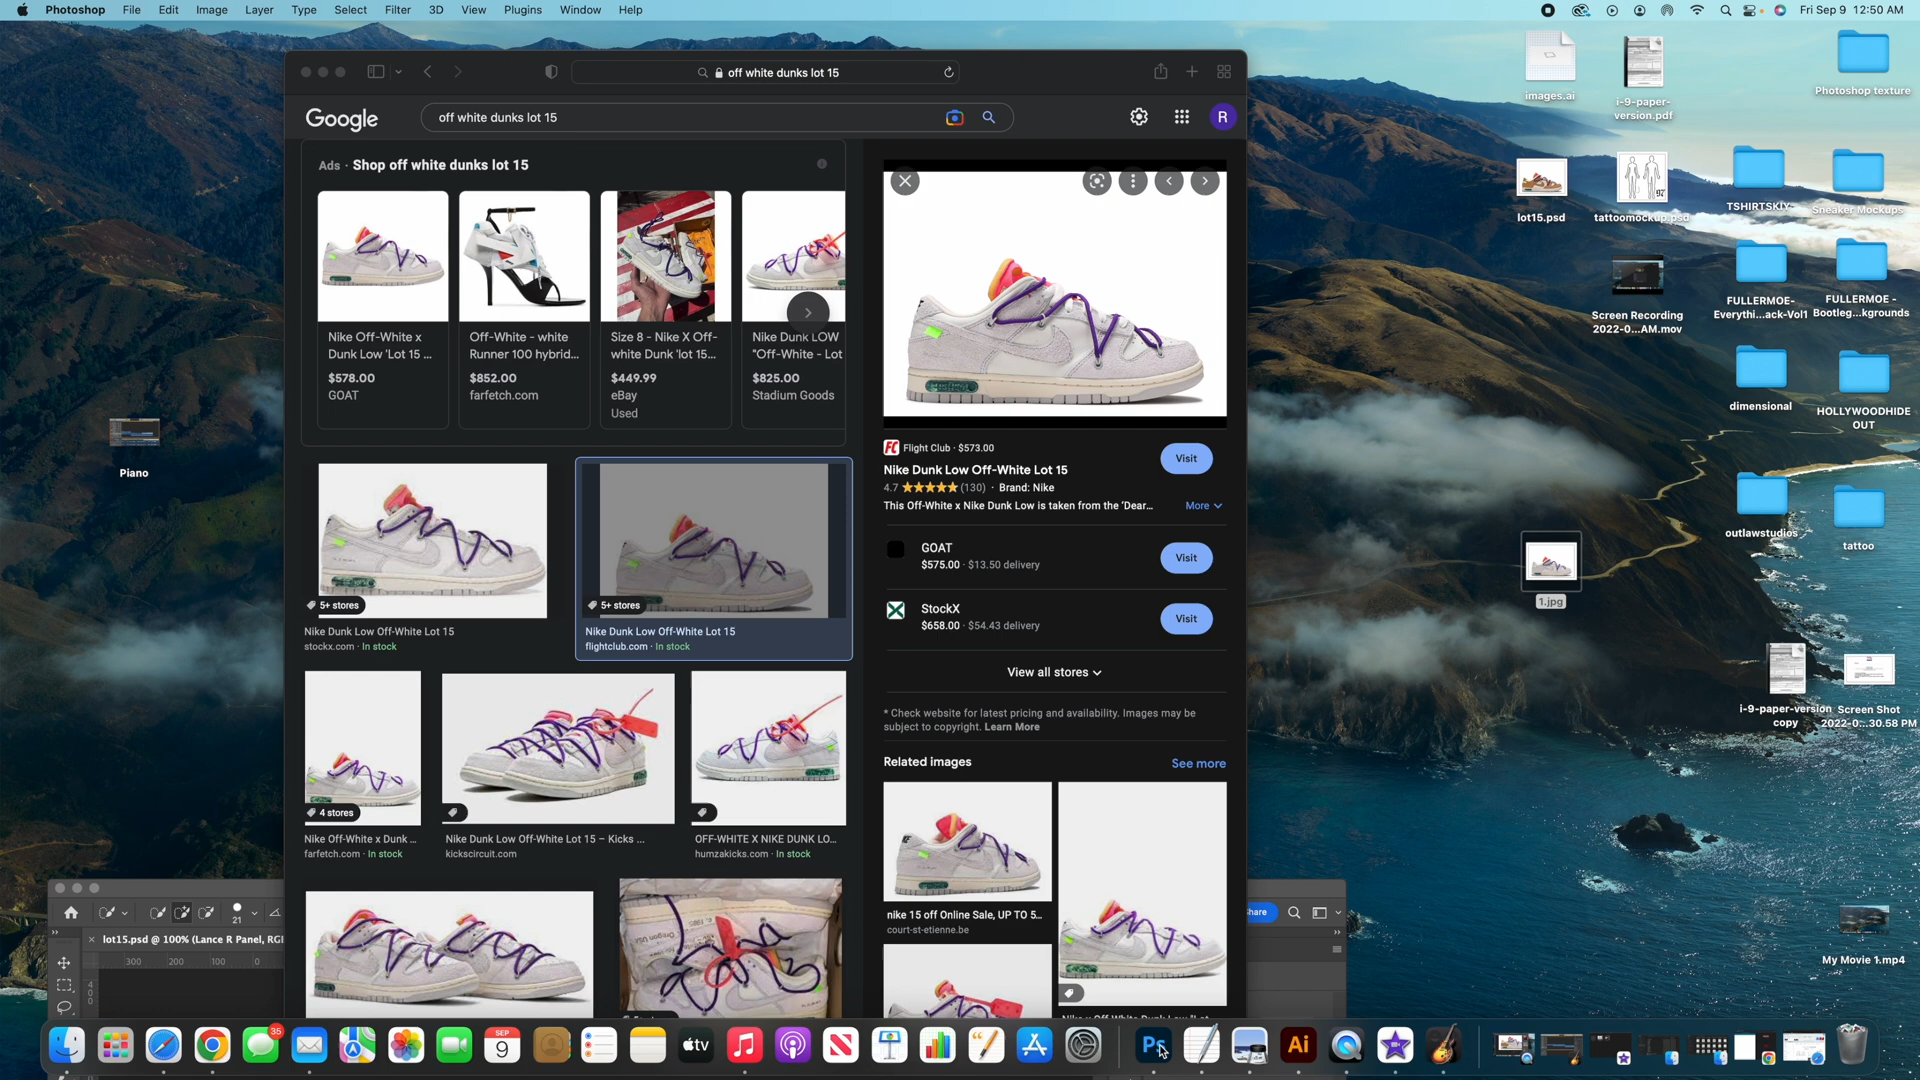 Photoshop File Edit Image Layer Type Select Filter 3D View Plugins Window Help
Fri Sep 9 12:50 AM
off white dunks lot 15
Google
off white dunks lot 15
R
Ads · Shop off white dunks lot 15
Nike Off-White x
Dunk Low 'Lot 15 ...
$578.00
GOAT
Off-White - white
Runner 100 hybrid...
$852.00
farfetch.com
Size 8 - Nike X Off-
white Dunk 'lot 15...
$449.99
eBay
Used
Nike Dunk LOW
"Off-White - Lot
$825.00
Stadium Goods
5+ stores
Nike Dunk Low Off-White Lot 15
stockx.com · In stock
5+ stores
Nike Dunk Low Off-White Lot 15
flightclub.com · In stock
4 stores
Nike Off-White x Dunk ...
farfetch.com · In stock
Nike Dunk Low Off-White Lot 15 – Kicks ...
kickscircuit.com
OFF-WHITE X NIKE DUNK LO...
humzakicks.com · In stock
FC Flight Club · $573.00
Visit
Nike Dunk Low Off-White Lot 15
4.7 (130) · Brand: Nike
This Off-White x Nike Dunk Low is taken from the 'Dear...
More
GOAT
$575.00 · $13.50 delivery
Visit
StockX
$658.00 · $54.43 delivery
Visit
View all stores
* Check website for latest pricing and availability. Images may be
subject to copyright. Learn More
Related images
See more
nike 15 off Online Sale, UP TO 5...
court-st-etienne.be
Piano
21
lot15.psd @ 100% (Lance R Panel, RG
300 200 100 0
images.ai
i-9-paper-
version.pdf
Photoshop texture
lot15.psd
tattoomockup.psd
TSHIRTSKIY
Sneaker Mockups
Screen Recording
2022-0...AM.mov
FULLERMOE-
Everythi...ack-Vol1
FULLERMOE -
Bootleg...kgrounds
dimensional
HOLLYWOODHIDE
OUT
outlawstudios
tattoo
1.jpg
i-9-paper-version
copy
Screen Shot
2022-0...30.58 PM
My Movie 1.mp4
35
SEP
9
tv
Ps
Ai